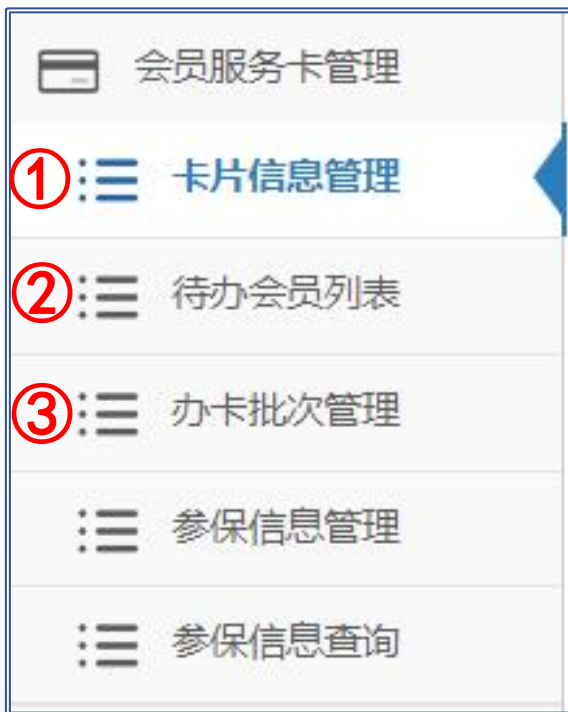 会员服务卡管理
① 卡片信息管理
② 待办会员列表
③ 办卡批次管理
参保信息管理
参保信息查询